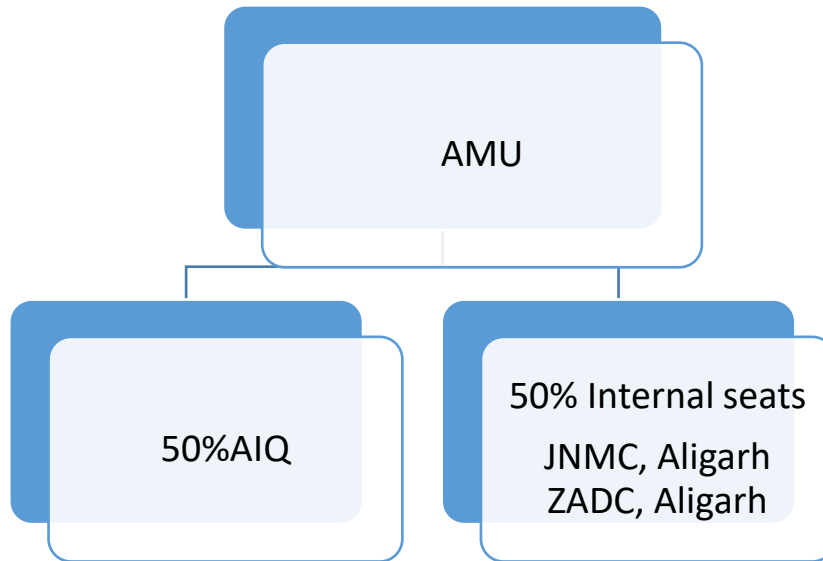 AMU
50%AIQ
50% Internal seats
JNMC, Aligarh
ZADC, Aligarh